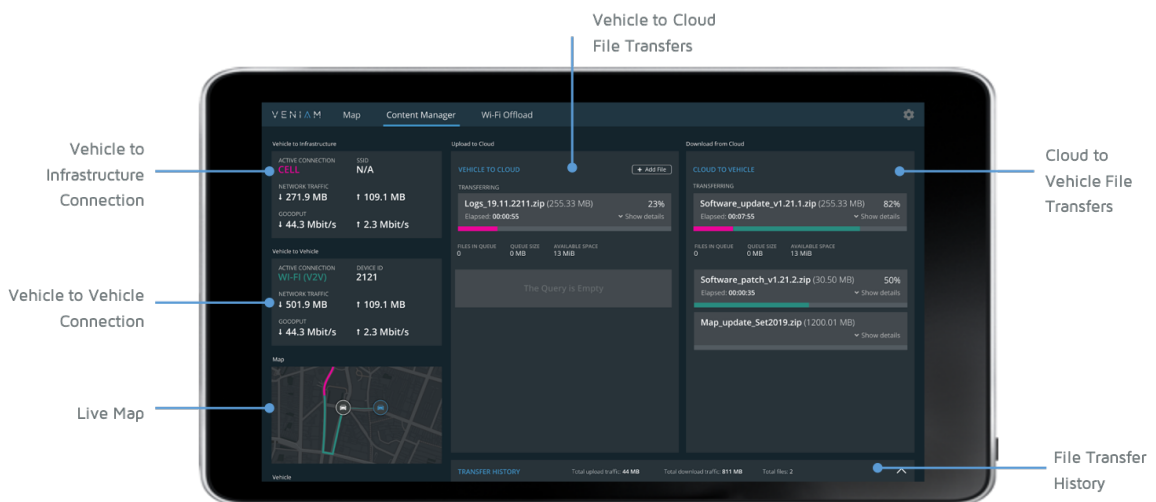 Vehicle to Cloud
File Transfers
Vehicle to
Infrastructure
Connection
Vehicle to Vehicle
Connection
Live Map
Cloud to
Vehicle File
Transfers
File Transfer
History
VENIAM Map Content Manager Wi-Fi Offload
Vehicle to Infrastructure
ACTIVE CONNECTION SSID
CELL N/A
NETWORK TRAFFIC
↓ 271.9 MB ↑ 109.1 MB
GOODPUT
↓ 44.3 Mbit/s ↑ 2.3 Mbit/s
Vehicle to Vehicle
ACTIVE CONNECTION DEVICE ID
WI-FI (V2V) 2121
NETWORK TRAFFIC
↓ 501.9 MB ↑ 109.1 MB
GOODPUT
↓ 44.3 Mbit/s ↑ 2.3 Mbit/s
Map
Vehicle
Upload to Cloud
VEHICLE TO CLOUD + Add File
TRANSFERRING
Logs_19.11.2211.zip (255.33 MB) 23%
Elapsed: 00:00:55 Show details
FILES IN QUEUE QUEUE SIZE AVAILABLE SPACE
0 0 MB 13 MiB
The Query is Empty
Download from Cloud
CLOUD TO VEHICLE
TRANSFERRING
Software_update_v1.21.1.zip (255.33 MB) 82%
Elapsed: 00:07:55 Show details
FILES IN QUEUE QUEUE SIZE AVAILABLE SPACE
0 0 MB 13 MiB
Software_patch_v1.21.2.zip (30.50 MB) 50%
Elapsed: 00:00:35 Show details
Map_update_Set2019.zip (1200.01 MB)
Show details
TRANSFER HISTORY Total upload traffic: 44 MB Total download traffic: 811 MB Total files: 2